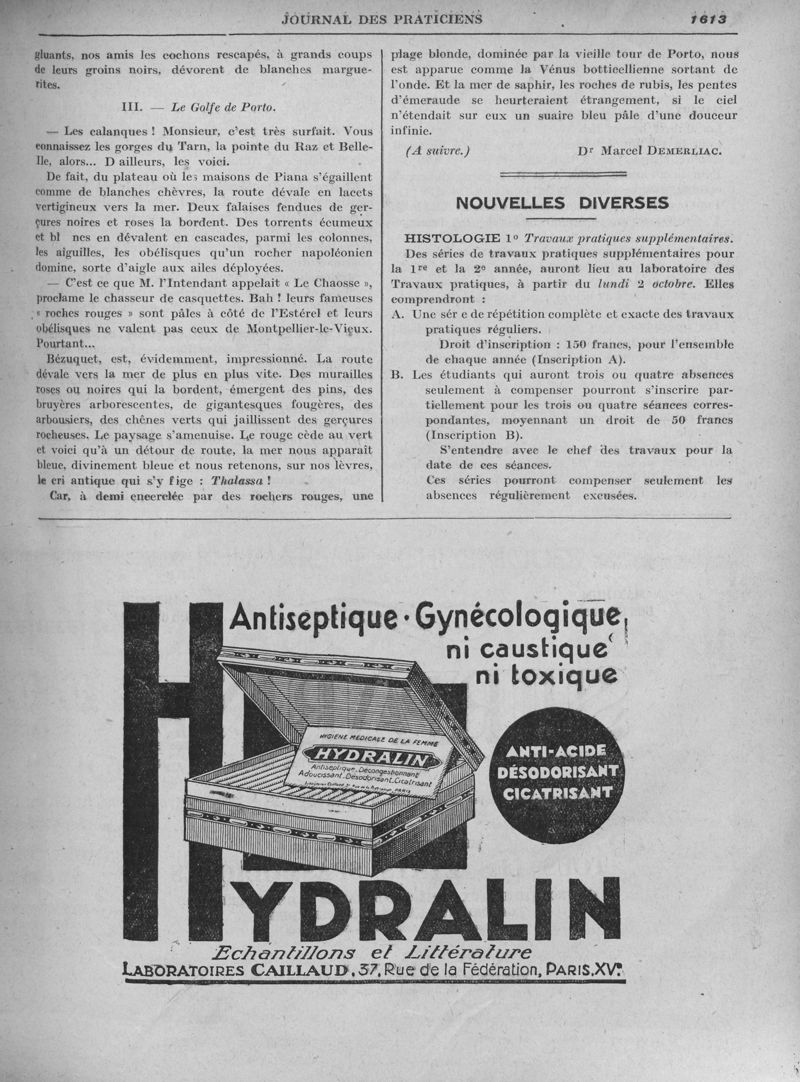 JOURNAL DES PRATICIENS 1613
gluants, nos amis les cochons rescapés, à grands coups
de leurs groins noirs, dévorent de blanches margue-
rites.
III. — Le Golfe de Porto.
— Les calanques ! Monsieur, c'est très surfait. Vous
connaissez les gorges du Tarn, la pointe du Raz et Belle-
Ile, alors... D ailleurs, les voici.
De fait, du plateau où les maisons de Piana s'égaillent
comme de blanches chèvres, la route dévale en lacets
vertigineux vers la mer. Deux falaises fendues de ger-
çures noires et roses la bordent. Des torrents écumeux
et bl ncs en dévalent en cascades, parmi les colonnes,
les aiguilles, les obélisques qu'un rocher napoléonien
domine, sorte d'aigle aux ailes déployées.
— C'est ce que M. l'Intendant appelait « Le Chaosse »,
proclame le chasseur de casquettes. Bah ! leurs fameuses
« roches rouges » sont pâles à côté de l'Estérel et leurs
obélisques ne valent pas ceux de Montpellier-le-Vieux.
Pourtant...
Bézuquet, est, évidemment, impressionné. La route
dévale vers la mer de plus en plus vite. Des murailles
roses ou noires qui la bordent, émergent des pins, des
bruyères arborescentes, de gigantesques fougères, des
arbousiers, des chênes verts qui jaillissent des gerçures
rocheuses. Le paysage s'amenuise. Le rouge cède au vert
et voici qu'à un détour de route, la mer nous apparaît
bleue, divinement bleue et nous retenons, sur nos lèvres,
le cri antique qui s'y fige : Thalassa !
Car, à demi encerclée par des rochers rouges, une
plage blonde, dominée par la vieille tour de Porto, nous
est apparue comme la Vénus botticellienne sortant de
l'onde. Et la mer de saphir, les roches de rubis, les pentes
d'émeraude se heurteraient étrangement, si le ciel
n'étendait sur eux un suaire bleu pâle d'une douceur
infinie.
(A suivre.) Dr Marcel DEMERLIAC.
NOUVELLES DIVERSES
HISTOLOGIE 1º Travaux pratiques supplémentaires.
Des séries de travaux pratiques supplémentaires pour
la 1re et la 2e année, auront lieu au laboratoire des
Travaux pratiques, à partir du lundi 2 octobre. Elles
comprendront :
A. Une sér e de répétition complète et exacte des travaux
pratiques réguliers.
Droit d'inscription : 150 francs, pour l'ensemble
de chaque année (Inscription A).
B. Les étudiants qui auront trois ou quatre absences
seulement à compenser pourront s'inscrire par-
tiellement pour les trois ou quatre séances corres-
pondantes, moyennant un droit de 50 francs
(Inscription B).
S'entendre avec le chef des travaux pour la
date de ces séances.
Ces séries pourront compenser seulement les
absences régulièrement excusées.
Antiseptique · Gynécologique,
ni caustique
ni toxique
HYGIENE MÉDICALE DE LA FEMME
HYDRALIN
Antiseptique_Décongestionnant
Adoucissant_Désodorisant_Cicatrisant
ANTI-ACIDE
DÉSODORISANT
CICATRISANT
HYDRALIN
Echantillons et Littérature
LABORATOIRES CAILLAUD, 37, Rue de la Fédération, PARIS.XVe